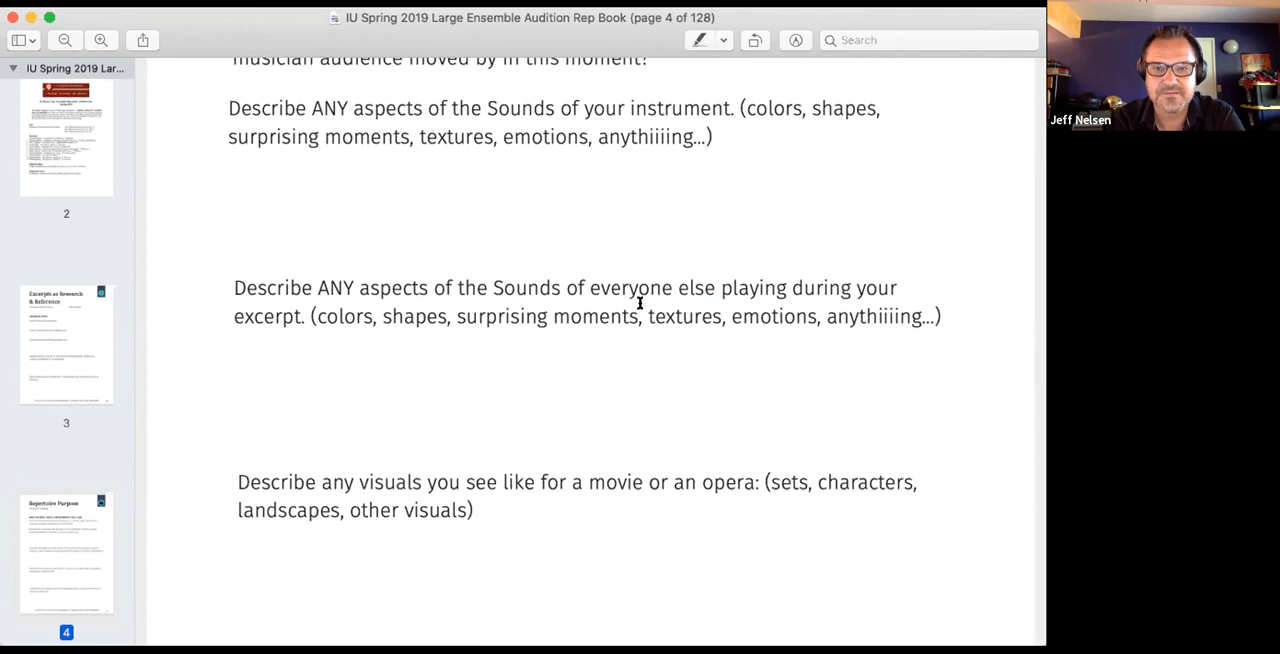 IU Spring 2019 Large Ensemble Audition Rep Book (page 4 of 128)
Search
IU Spring 2019 Lar...
2
Excerpts as Research
& Reference
3
Repertoire Purpose
4
musician audience moved by in this moment?
Describe ANY aspects of the Sounds of your instrument. (colors, shapes,
surprising moments, textures, emotions, anythiiiing...)
Describe ANY aspects of the Sounds of everyone else playing during your
excerpt. (colors, shapes, surprising moments, textures, emotions, anythiiiing...)
Describe any visuals you see like for a movie or an opera: (sets, characters,
landscapes, other visuals)
Jeff Nelsen